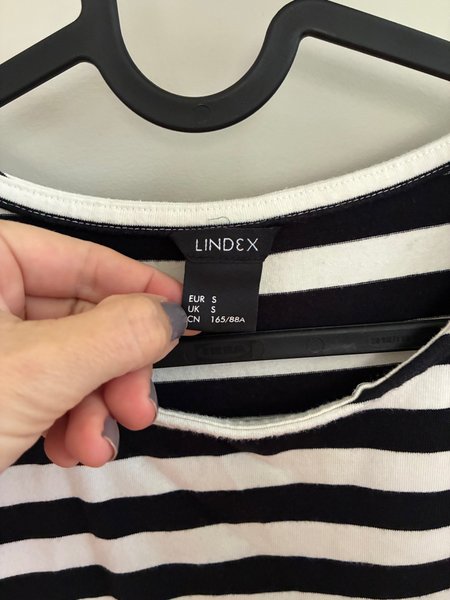 LINDEX
EUR S
UK S
CN 165/88A